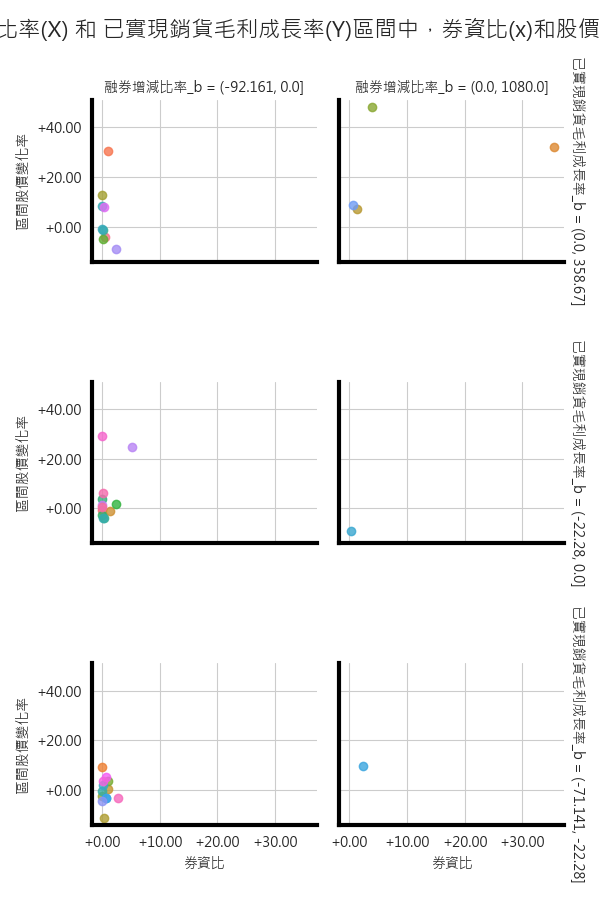 比率(X) 和 已實現銷貨毛利成長率(Y)區間中，券資比(x)和股價
融券增減比率_b = (-92.161, 0.0]
融券增減比率_b = (0.0, 1080.0]
區間股價變化率
+40.00
+20.00
+0.00
已實現銷貨毛利成長率_b = (0.0, 358.67]
區間股價變化率
+40.00
+20.00
+0.00
已實現銷貨毛利成長率_b = (-22.28, 0.0]
區間股價變化率
+40.00
+20.00
+0.00
已實現銷貨毛利成長率_b = (-71.141, -22.28]
+0.00 +10.00 +20.00 +30.00
+0.00 +10.00 +20.00 +30.00
券資比
券資比